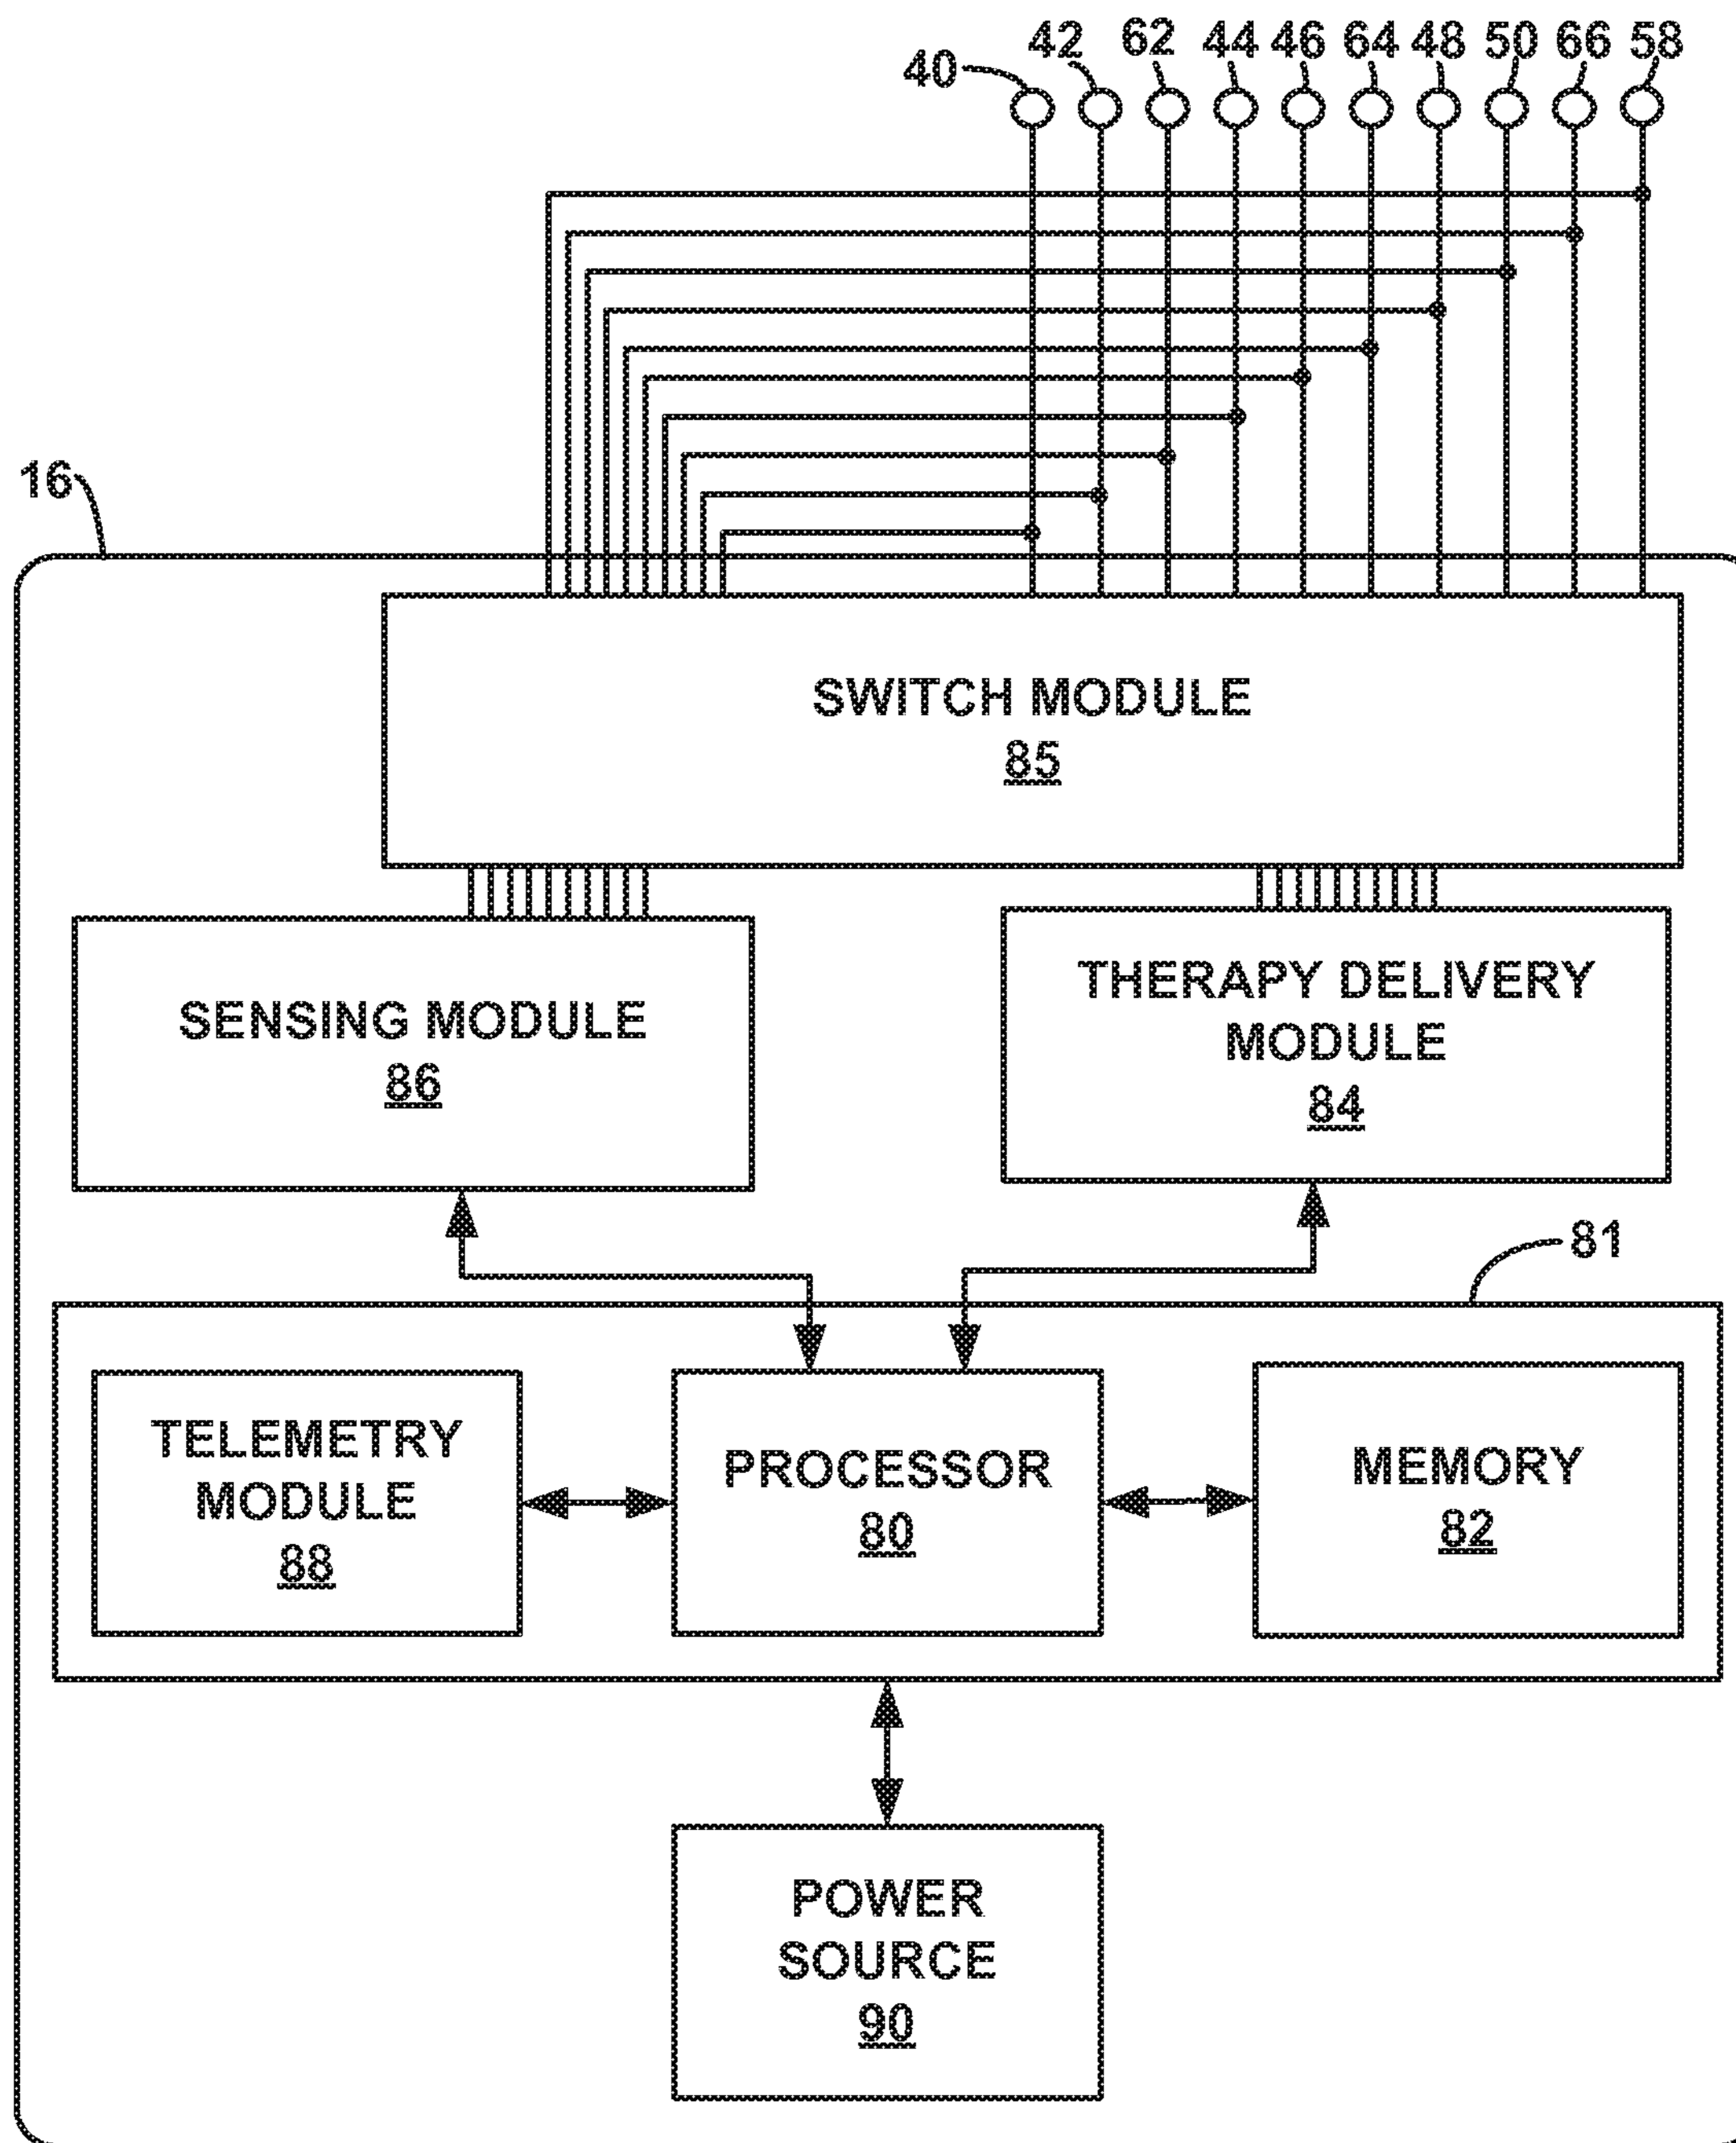 40 42 62 44 46 64 48 50 66 58
16
SWITCH MODULE
85
SENSING MODULE
86
THERAPY DELIVERY
MODULE
84
81
TELEMETRY
MODULE
88
PROCESSOR
80
MEMORY
82
POWER
SOURCE
90